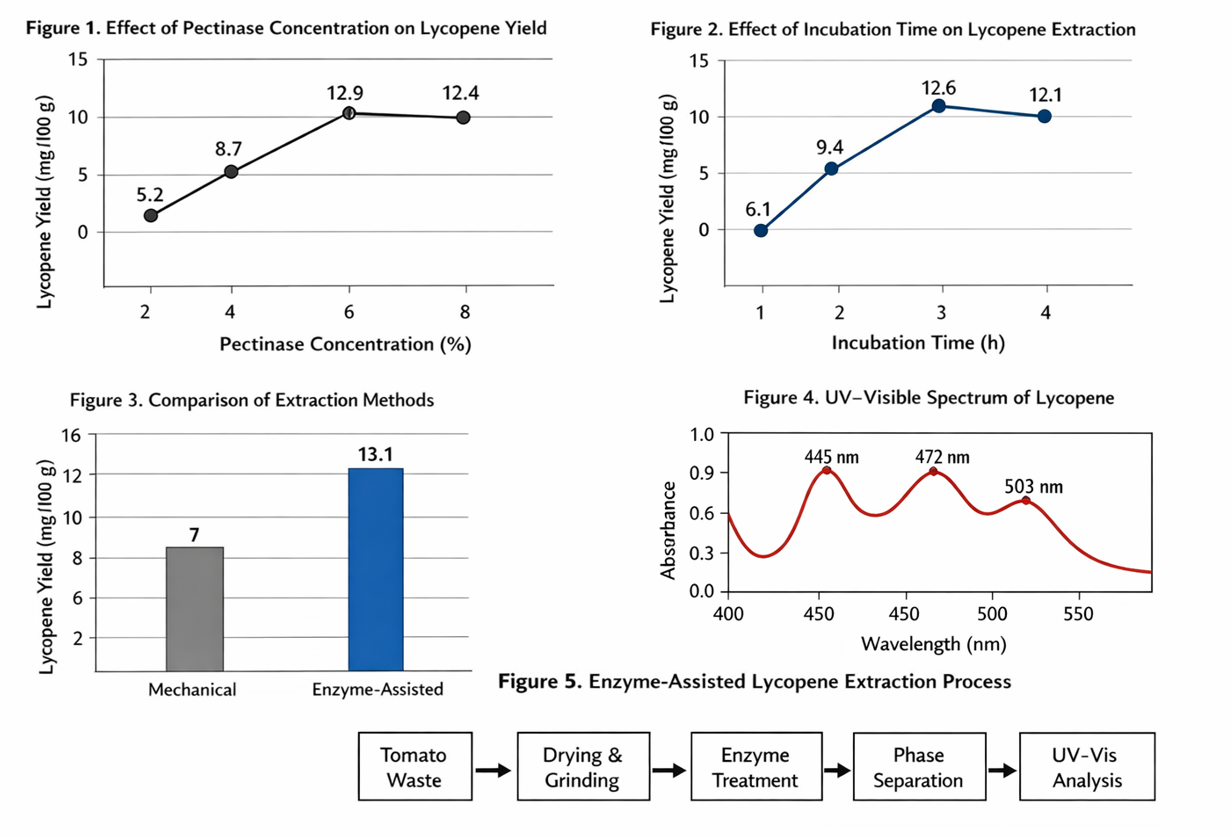 Figure 1. Effect of Pectinase Concentration on Lycopene Yield
Lycopene Yield (mg/l00 g)
15
10
5
0
5.2
8.7
12.9
12.4
2
4
6
8
Pectinase Concentration (%)
Figure 2. Effect of Incubation Time on Lycopene Extraction
Lycopene Yield (mg/l00 g)
15
10
5
0
6.1
9.4
12.6
12.1
1
2
3
4
Incubation Time (h)
Figure 3. Comparison of Extraction Methods
Lycopene Yield (mg/l00 g)
16
12
10
8
6
2
7
13.1
Mechanical
Enzyme-Assisted
Figure 4. UV–Visible Spectrum of Lycopene
Absorbance
1.0
0.9
0.6
0.3
0.0
445 nm
472 nm
503 nm
400
450
450
500
550
Wavelength (nm)
Figure 5. Enzyme-Assisted Lycopene Extraction Process
Tomato
Waste
Drying &
Grinding
Enzyme
Treatment
Phase
Separation
UV-Vis
Analysis